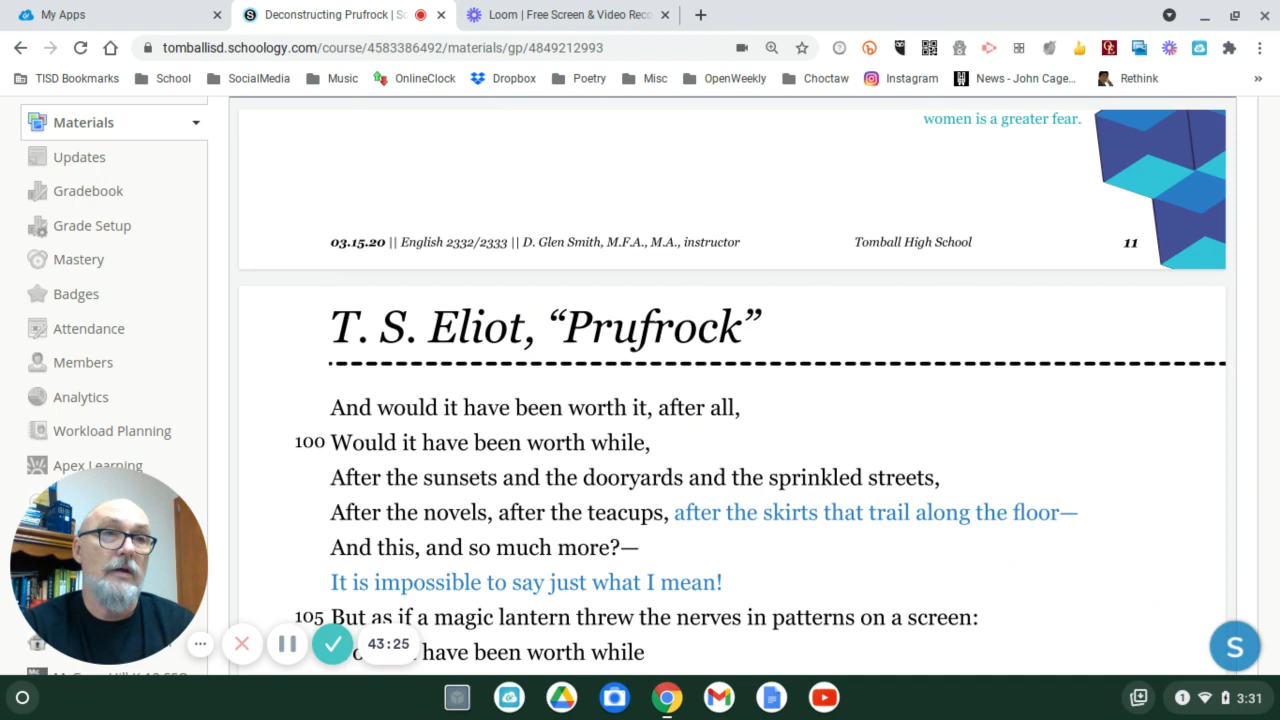 My Apps
Deconstructing Prufrock | Sc
Loom | Free Screen & Video Reco
tomballisd.schoology.com/course/4583386492/materials/gp/4849212993
TISD Bookmarks School SocialMedia Music OnlineClock Dropbox Poetry Misc OpenWeekly Choctaw Instagram News - John Cage... Rethink »
Materials
Updates
Gradebook
Grade Setup
Mastery
Badges
Attendance
Members
Analytics
Workload Planning
Apex Learning
women is a greater fear.
03.15.20 || English 2332/2333 || D. Glen Smith, M.F.A., M.A., instructor Tomball High School 11
T. S. Eliot, “Prufrock”
And would it have been worth it, after all,
100 Would it have been worth while,
After the sunsets and the dooryards and the sprinkled streets,
After the novels, after the teacups, after the skirts that trail along the floor—
And this, and so much more?—
It is impossible to say just what I mean!
105 But as if a magic lantern threw the nerves in patterns on a screen:
have been worth while
43:25
S
1 3:31